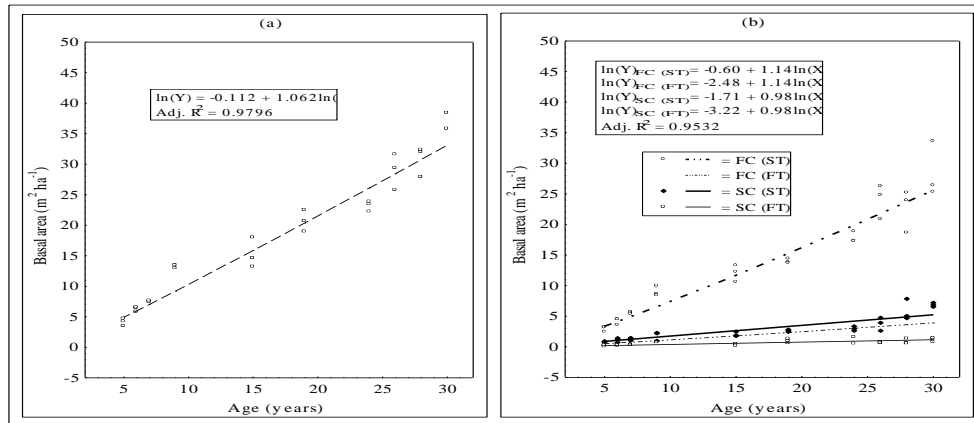 (a)
50
45
40
35
30
25
20
15
10
5
0
-5
Basal area (m² ha⁻¹)
ln(Y) = -0.112 + 1.062ln(
Adj. R² = 0.9796
5 10 15 20 25 30
Age (years)
(b)
50
45
40
35
30
25
20
15
10
5
0
-5
Basal area (m² ha⁻¹)
ln(Y)FC (ST)= -0.60 + 1.14ln(X
ln(Y)FC (FT)= -2.48 + 1.14ln(X
ln(Y)SC (ST)= -1.71 + 0.98ln(X
ln(Y)SC (FT)= -3.22 + 0.98ln(X
Adj. R² = 0.9532
= FC (ST)
= FC (FT)
= SC (ST)
= SC (FT)
5 10 15 20 25 30
Age (years)